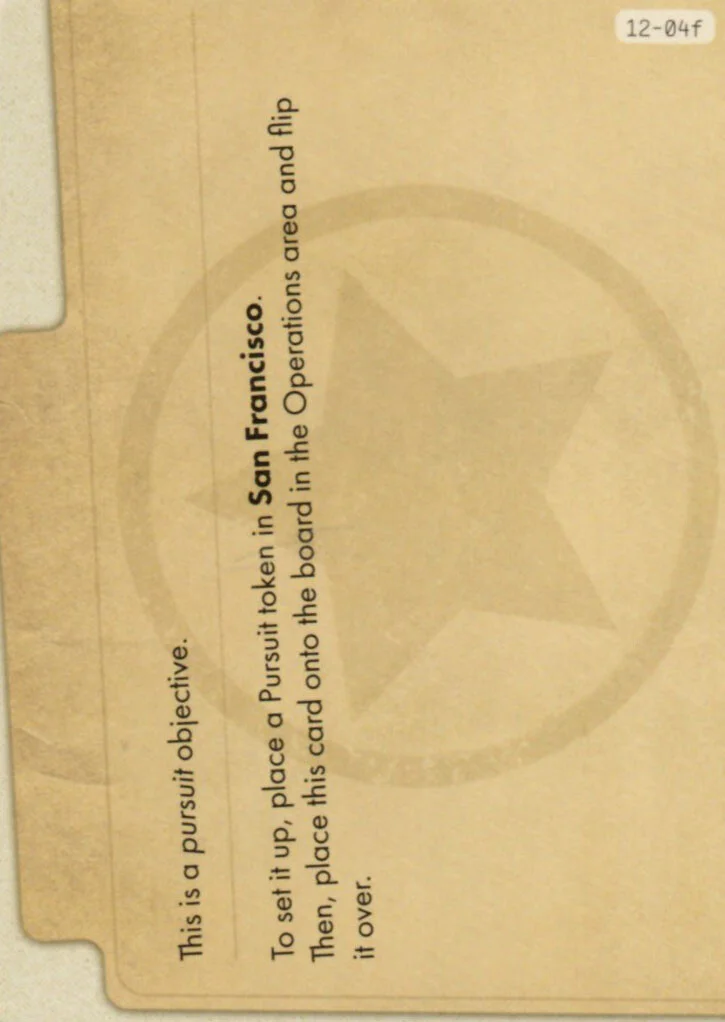 12-04f
This is a pursuit objective.
To set it up, place a Pursuit token in San Francisco.
Then, place this card onto the board in the Operations area and flip
it over.